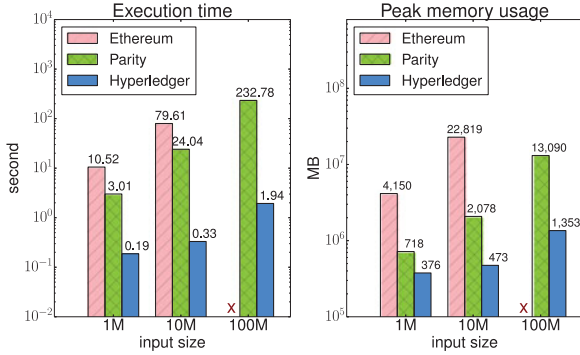 Execution time
Ethereum
Parity
Hyperledger
10^4
10^3
10^2
10^1
10^0
10^-1
10^-2
second
10.52
3.01
0.19
79.61
24.04
0.33
X
232.78
1.94
1M
10M
100M
input size
Peak memory usage
Ethereum
Parity
Hyperledger
10^8
10^7
10^6
10^5
MB
4,150
718
376
22,819
2,078
473
X
13,090
1,353
1M
10M
100M
input size